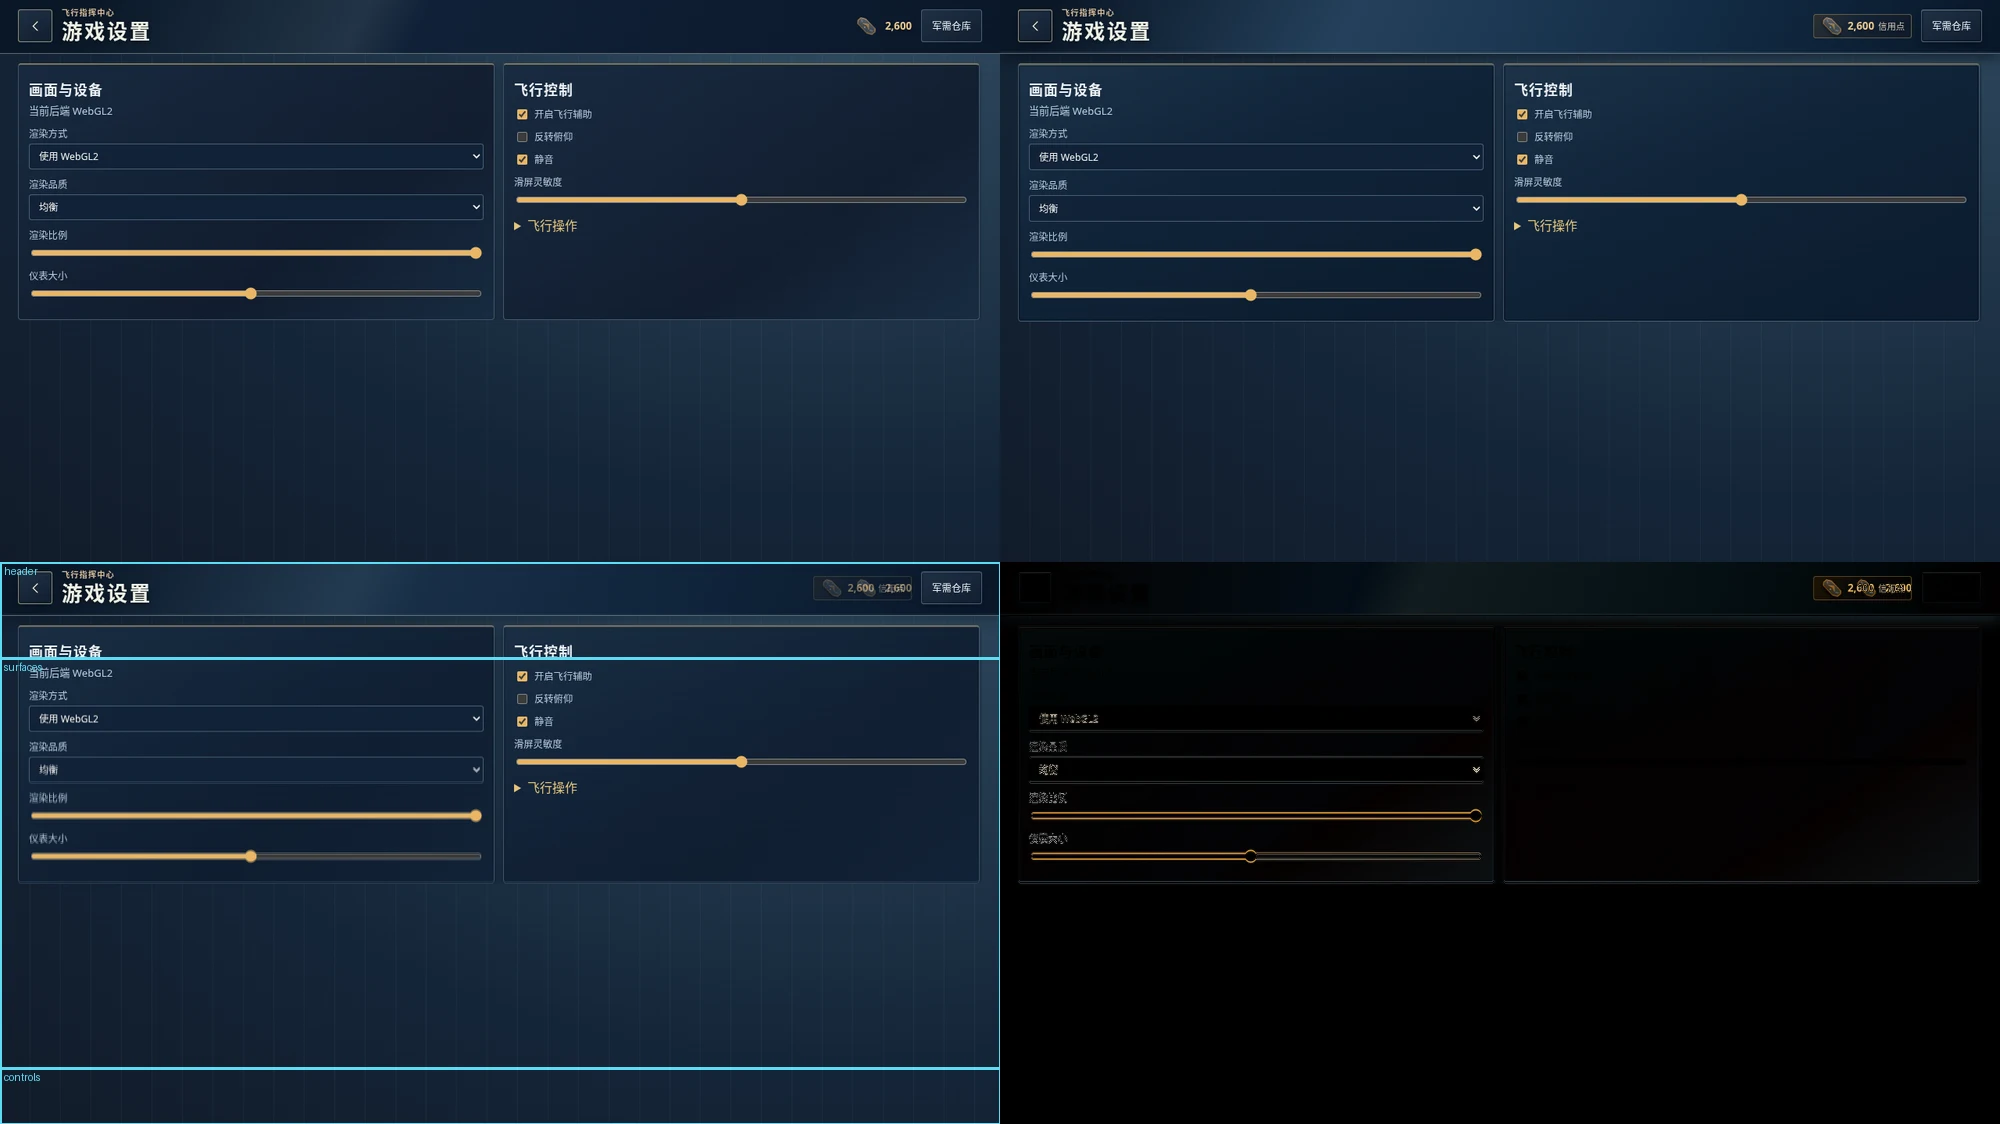 飞行指挥中心
游戏设置
2,600
军需仓库
画面与设备
当前后端 WebGL2
渲染方式
使用 WebGL2
渲染品质
均衡
渲染比例
仪表大小
飞行控制
开启飞行辅助
反转俯仰
静音
滑屏灵敏度
飞行操作
飞行指挥中心
游戏设置
2,600 信用点
军需仓库
画面与设备
当前后端 WebGL2
渲染方式
使用 WebGL2
渲染品质
均衡
渲染比例
仪表大小
飞行控制
开启飞行辅助
反转俯仰
静音
滑屏灵敏度
飞行操作
header
飞行指挥中心
游戏设置
2,600
2,600
军需仓库
画面与设备
surfaces
当前后端 WebGL2
渲染方式
使用 WebGL2
渲染品质
均衡
渲染比例
仪表大小
飞行控制
开启飞行辅助
反转俯仰
静音
滑屏灵敏度
飞行操作
controls